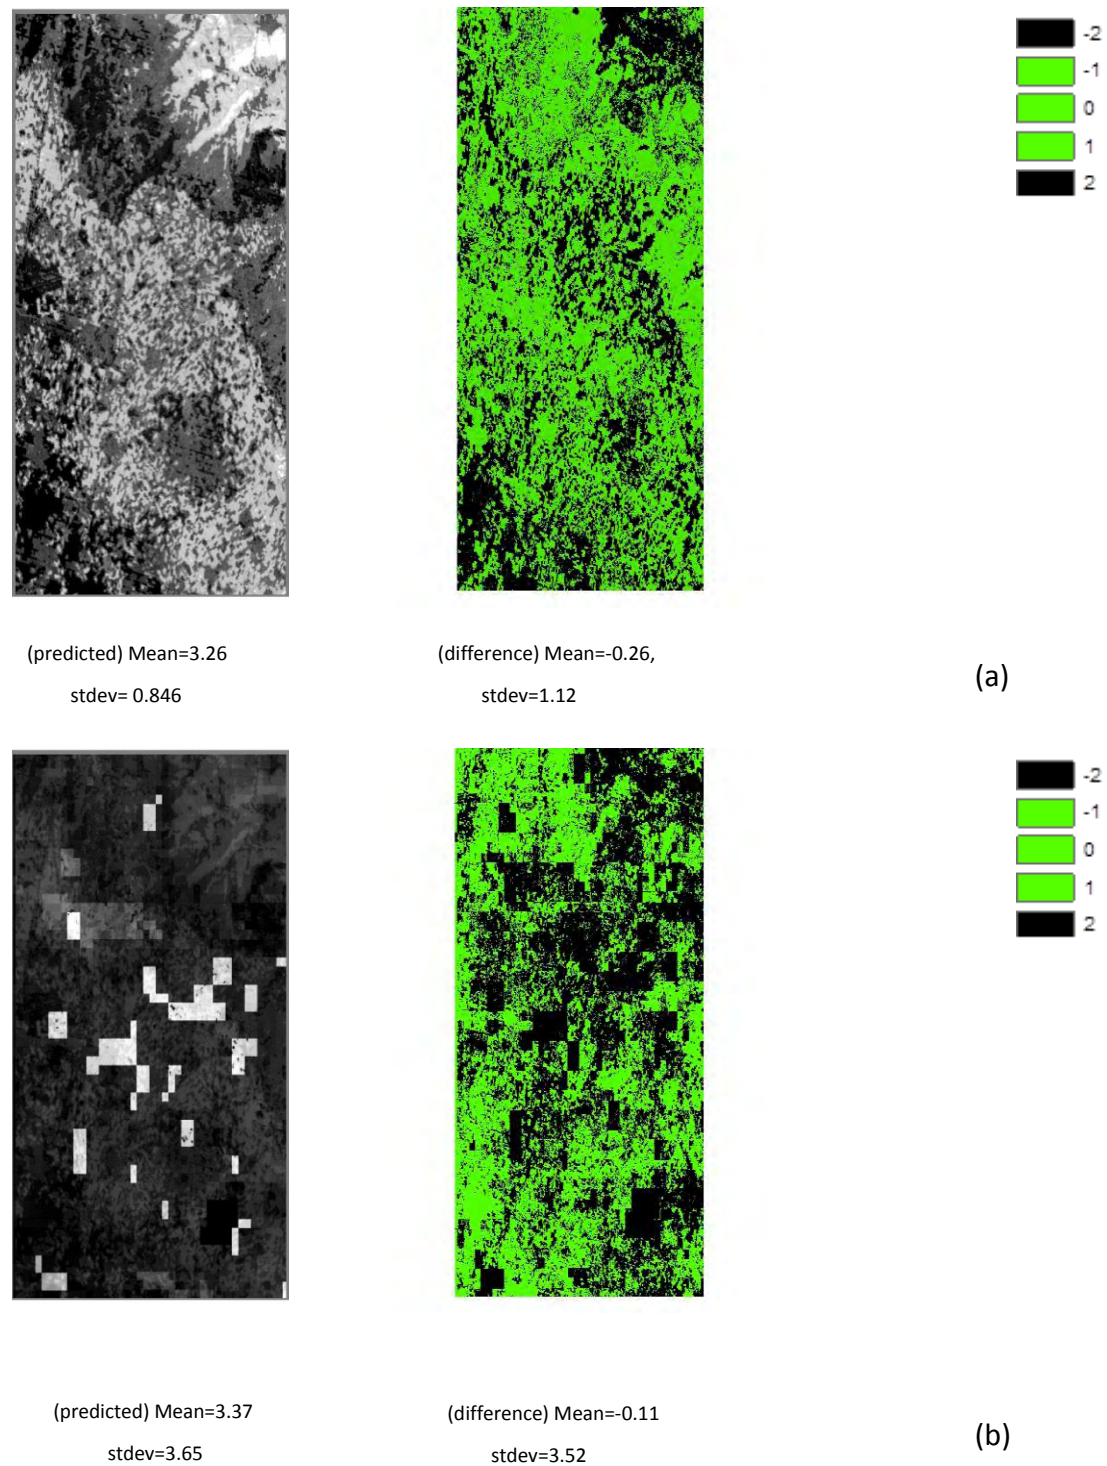 -2
-1
0
1
2
(predicted) Mean=3.26
stdev= 0.846
(difference) Mean=-0.26,
stdev=1.12
(a)
-2
-1
0
1
2
(predicted) Mean=3.37
stdev=3.65
(difference) Mean=-0.11
stdev=3.52
(b)